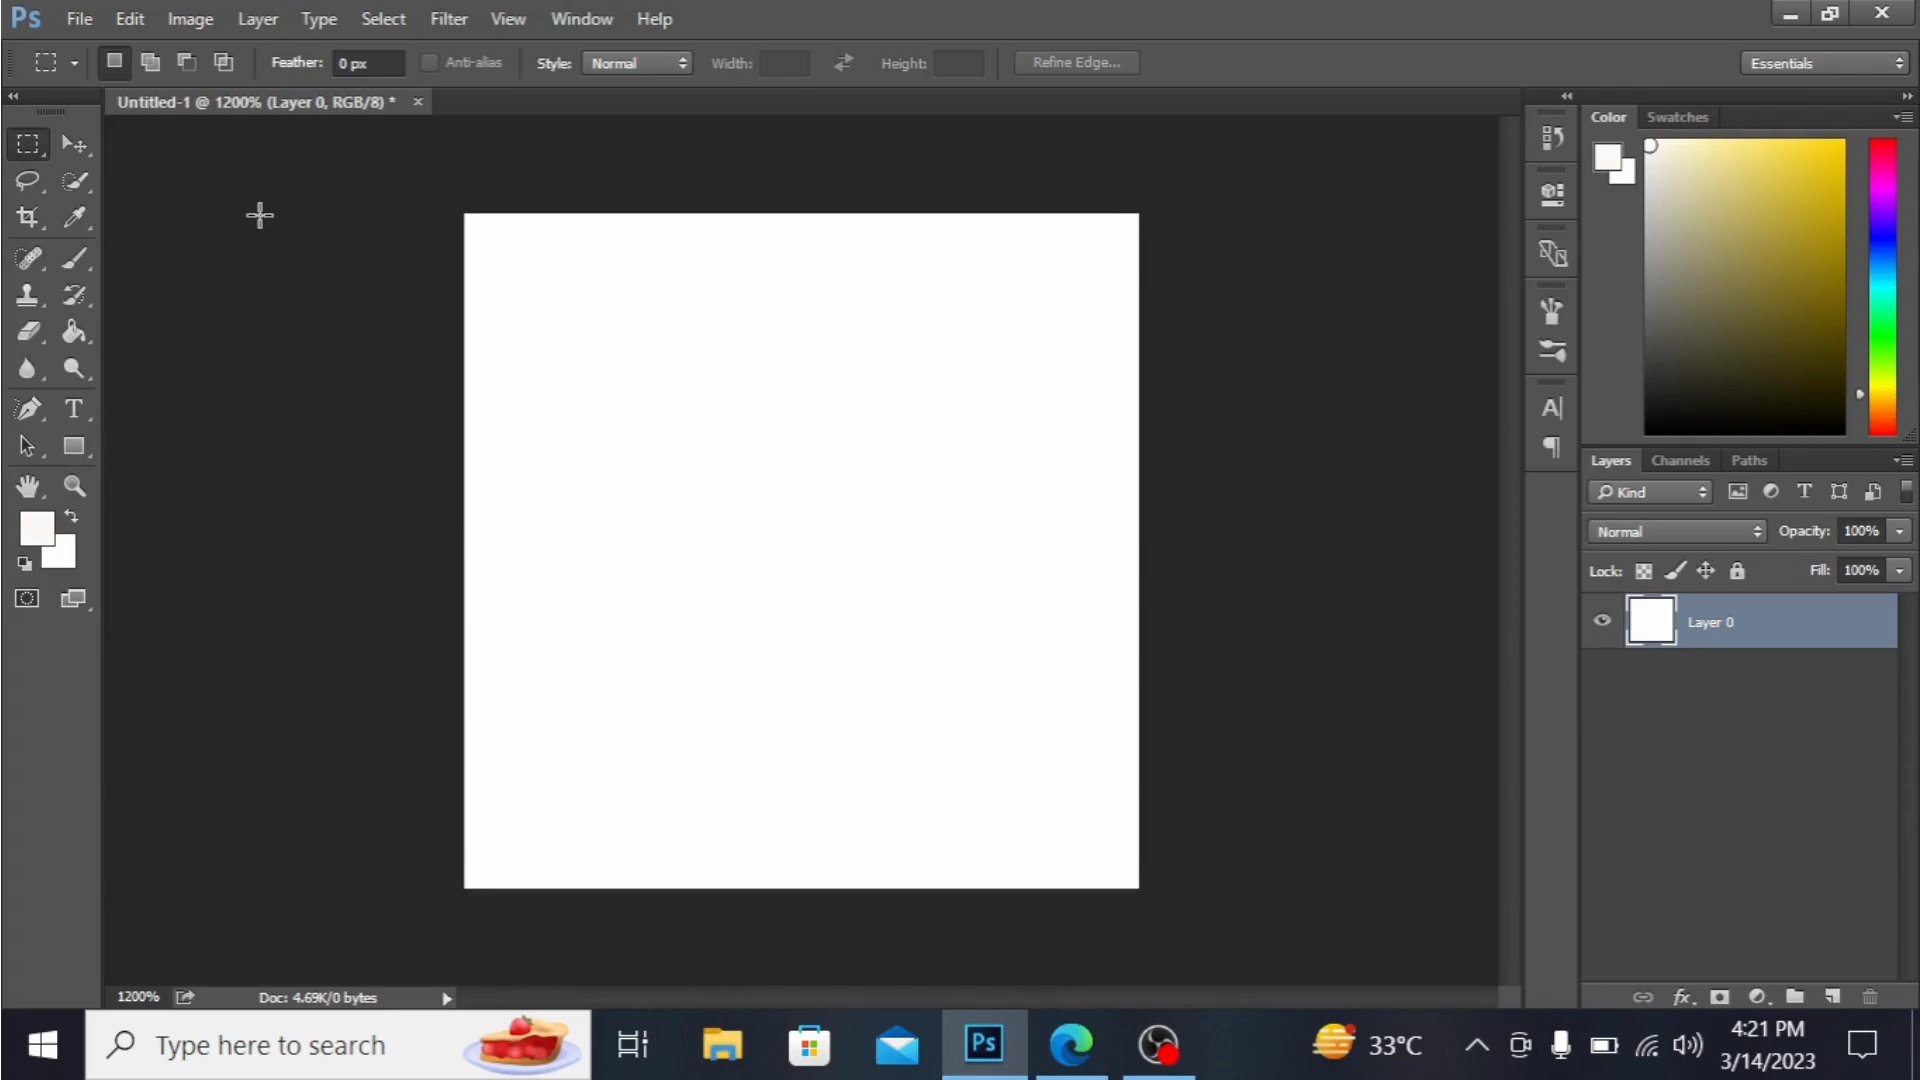 Ps File Edit Image Layer Type Select Filter View Window Help
Feather: 0 px Anti-alias Style: Normal Width: Height: Refine Edge... Essentials
Untitled-1 @ 1200% (Layer 0, RGB/8) * ×
Color Swatches
Layers Channels Paths
Kind
Normal Opacity: 100%
Lock: Fill: 100%
Layer 0
1200% Doc: 4.69K/0 bytes
Type here to search
Ps
33°C
4:21 PM
3/14/2023